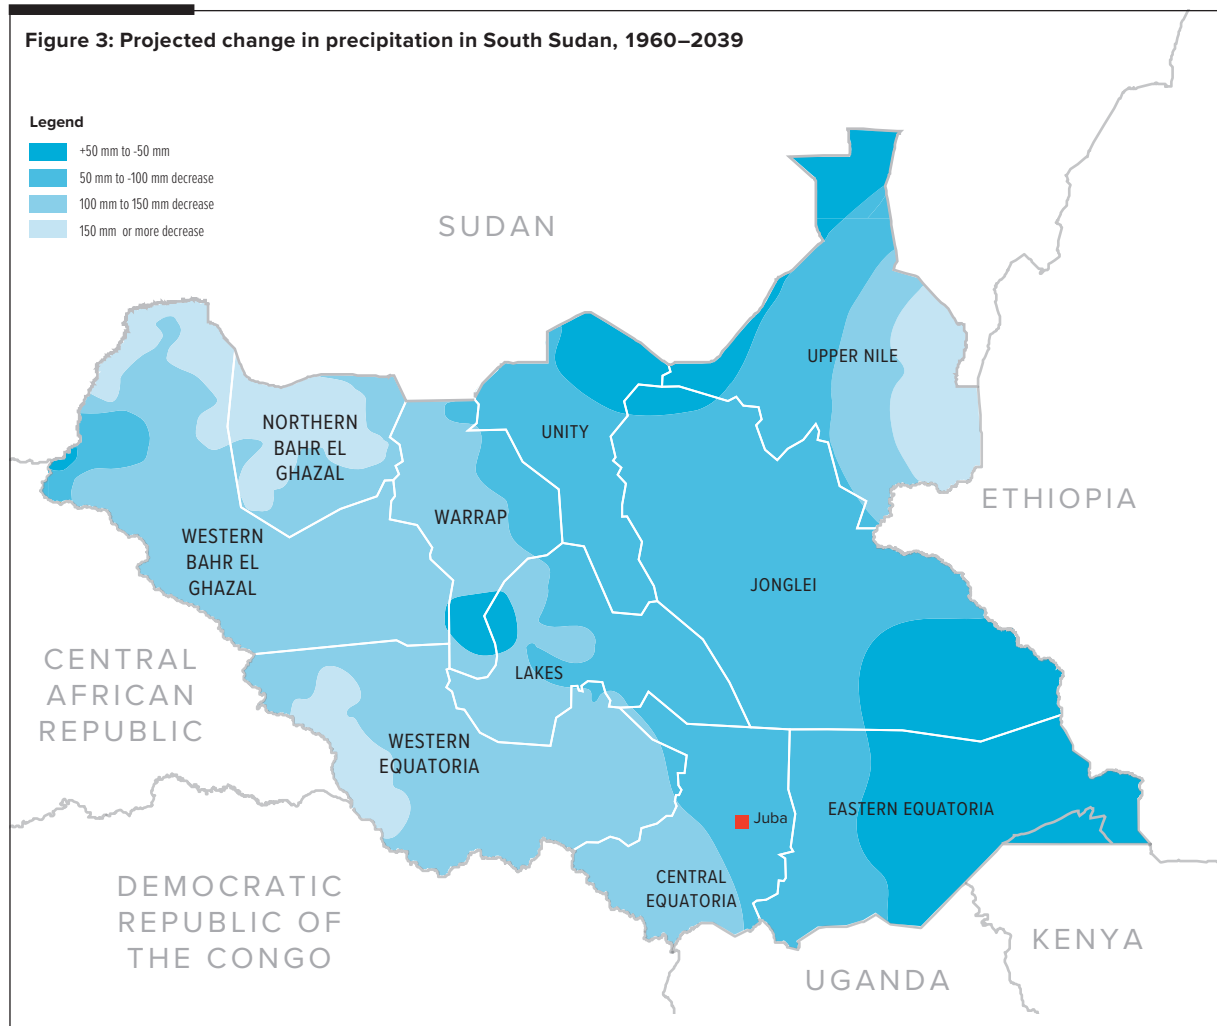 Figure 3: Projected change in precipitation in South Sudan, 1960–2039
Legend
+50 mm to -50 mm
50 mm to -100 mm decrease
100 mm to 150 mm decrease
150 mm or more decrease
SUDAN
UPPER NILE
NORTHERN
BAHR EL
GHAZAL
UNITY
ETHIOPIA
WARRAP
WESTERN
BAHR EL
GHAZAL
JONGLEI
CENTRAL
AFRICAN
REPUBLIC
LAKES
WESTERN
EQUATORIA
EASTERN EQUATORIA
Juba
CENTRAL
EQUATORIA
DEMOCRATIC
REPUBLIC OF
THE CONGO
KENYA
UGANDA